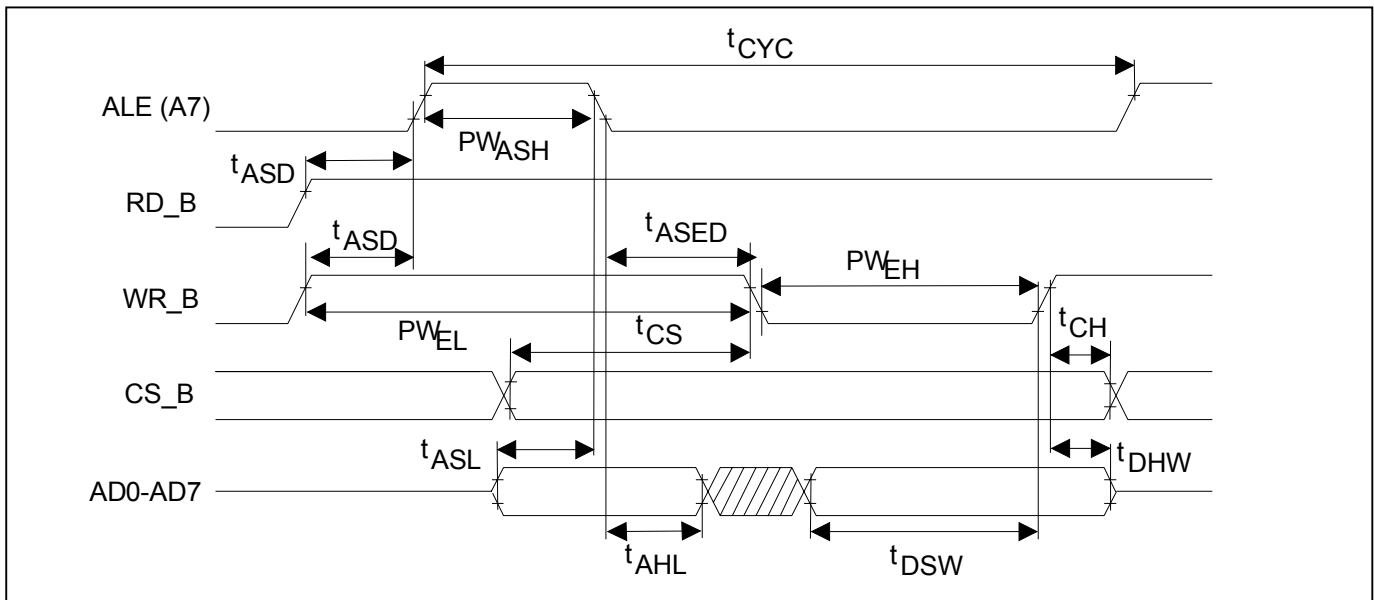 tCYC
ALE (A7)
PWASH
tASD
RD_B
tASD
tASED
PWEH
WR_B
PWEL
tCS
tCH
CS_B
tASL
tDHW
AD0-AD7
tAHL
tDSW